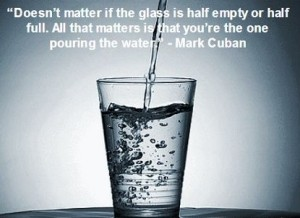 “Doesn't matter if the glass is half empty or half
full. All that matters is that you're the one
pouring the water.” - Mark Cuban